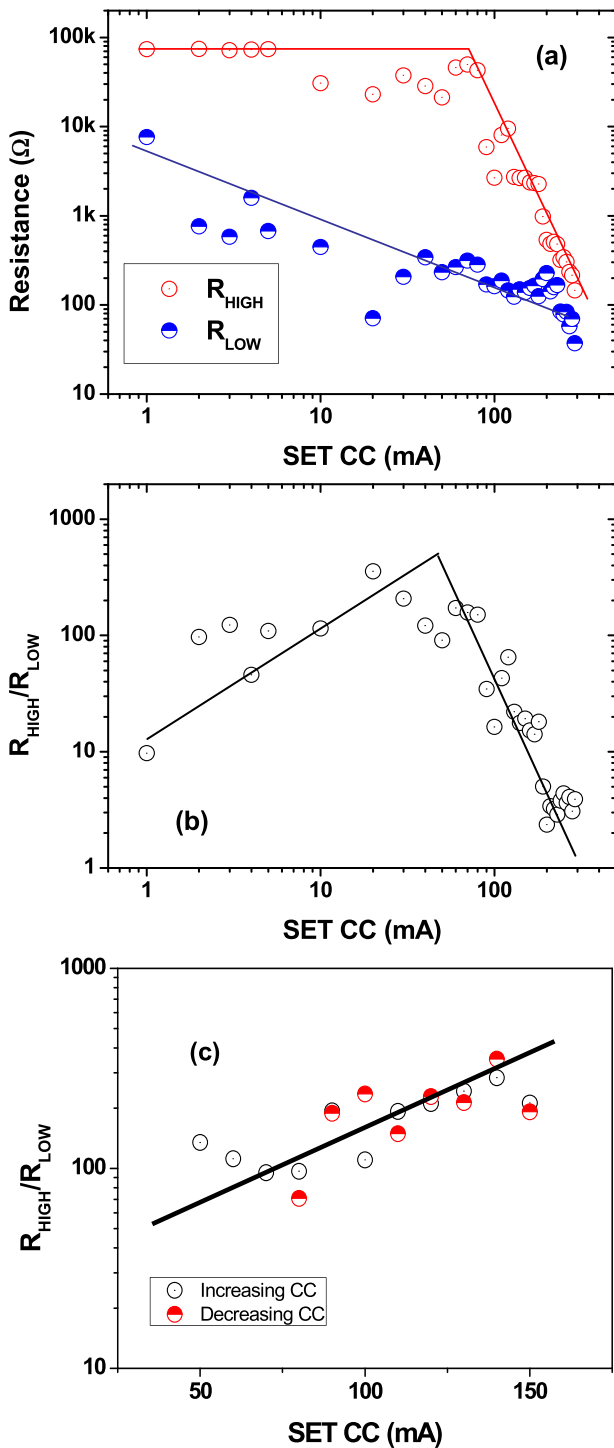 100k
(a)
10k
Resistance (Ω)
1k
R_HIGH
100
R_LOW
10
1 10 100
SET CC (mA)
1000
100
R_HIGH/R_LOW
10
(b)
1
1 10 100
SET CC (mA)
1000
(c)
R_HIGH/R_LOW
100
Increasing CC
Decreasing CC
10
50 100 150
SET CC (mA)